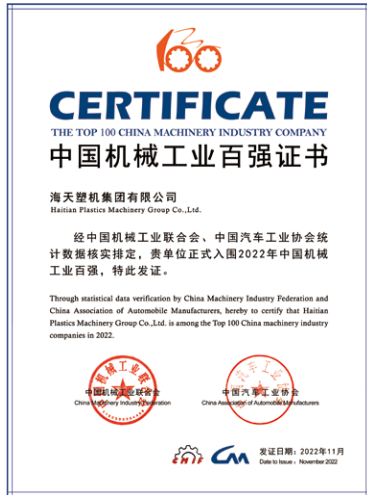 100
CERTIFICATE
THE TOP 100 CHINA MACHINERY INDUSTRY COMPANY
中国机械工业百强证书
海天塑机集团有限公司
Haitian Plastics Machinery Group Co.,Ltd.
经中国机械工业联合会、中国汽车工业协会统
计数据核实排定，贵单位正式入围2022年中国机械
工业百强，特此发证。
Through statistical data verification by China Machinery Industry Federation and
China Association of Automobile Manufacturers, hereby to certify that Haitian
Plastics Machinery Group Co.,Ltd. is among the Top 100 China machinery industry
companies in 2022.
中国机械工业联合会
China Machinery Industry Federation
中国汽车工业协会
China Association of Automobile Manufacturers
CMIF
发证日期：2022年11月
Date to Issue : November 2022